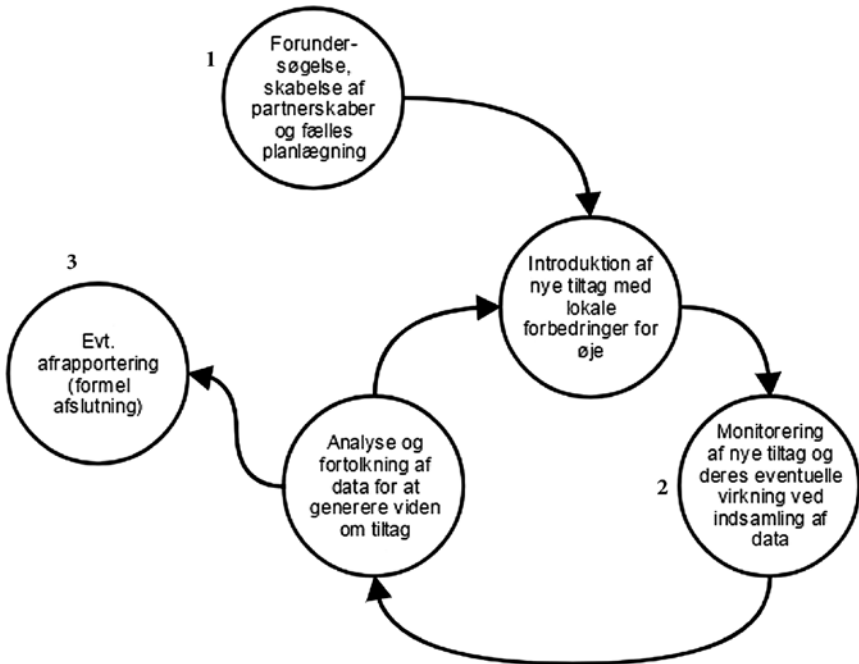 1
Forunder-
søgelse,
skabelse af
partnerskaber
og fælles
planlægning
Introduktion af
nye tiltag med
lokale
forbedringer for
øje
3
Evt.
afrapportering
(formel
afslutning)
Analyse og
fortolkning af
data for at
generere viden
om tiltag
2
Monitorering
af nye tiltag og
deres eventuelle
virkning ved
indsamling af
data